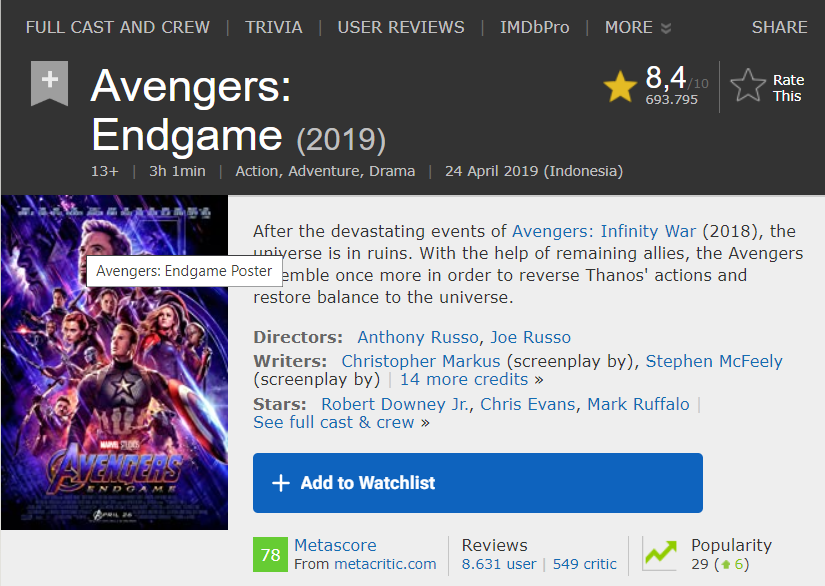 FULL CAST AND CREW | TRIVIA | USER REVIEWS | IMDbPro | MORE SHARE
Avengers:
Endgame (2019)
8,4/10
693.795
Rate
This
13+ | 3h 1min | Action, Adventure, Drama | 24 April 2019 (Indonesia)
After the devastating events of Avengers: Infinity War (2018), the
universe is in ruins. With the help of remaining allies, the Avengers
Avengers: Endgame Poster
emble once more in order to reverse Thanos' actions and
restore balance to the universe.
Directors: Anthony Russo, Joe Russo
Writers: Christopher Markus (screenplay by), Stephen McFeely
(screenplay by) | 14 more credits »
Stars: Robert Downey Jr., Chris Evans, Mark Ruffalo |
See full cast & crew »
MARVEL STUDIOS
AVENGERS
ENDGAME
APRIL 26
+ Add to Watchlist
78 Metascore
From metacritic.com
Reviews
8.631 user | 549 critic
Popularity
29 (6)